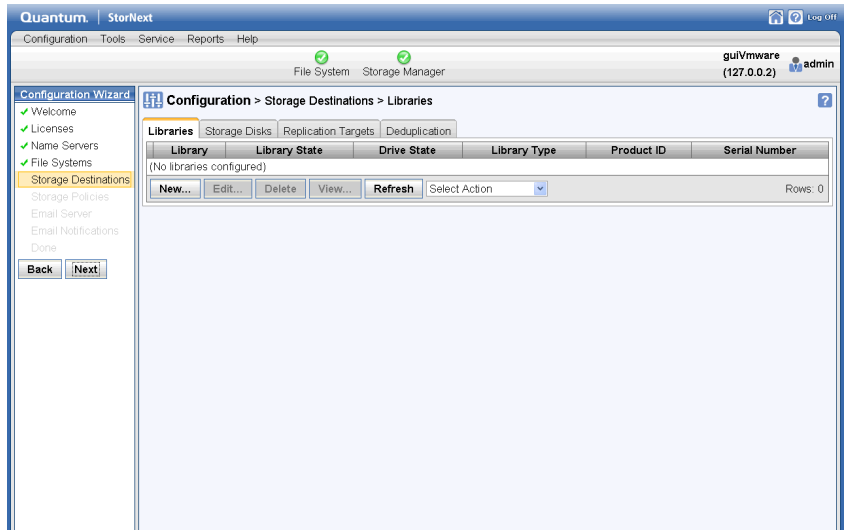 Quantum. StorNext
Log Off
Configuration Tools Service Reports Help
File System Storage Manager
guiVmware
(127.0.0.2)
admin
Configuration Wizard
Welcome
Licenses
Name Servers
File Systems
Storage Destinations
Storage Policies
Email Server
Email Notifications
Done
Back Next
Configuration > Storage Destinations > Libraries
Libraries Storage Disks Replication Targets Deduplication
Library Library State Drive State Library Type Product ID Serial Number
(No libraries configured)
New... Edit... Delete View... Refresh Select Action Rows: 0